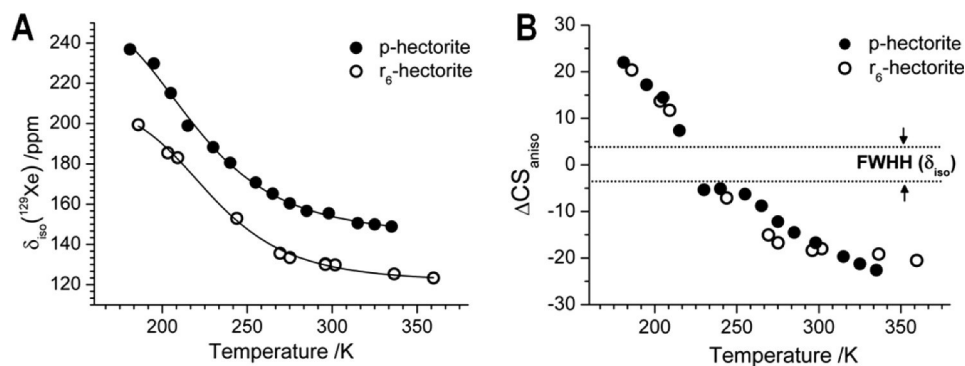 A
240
220
200
180
160
140
120
δiso(¹²⁹Xe) /ppm
p-hectorite
r₆-hectorite
200
250
300
350
Temperature /K
B
30
20
10
0
-10
-20
-30
ΔCSaniso
p-hectorite
r₆-hectorite
FWHH (δiso)
200
250
300
350
Temperature /K